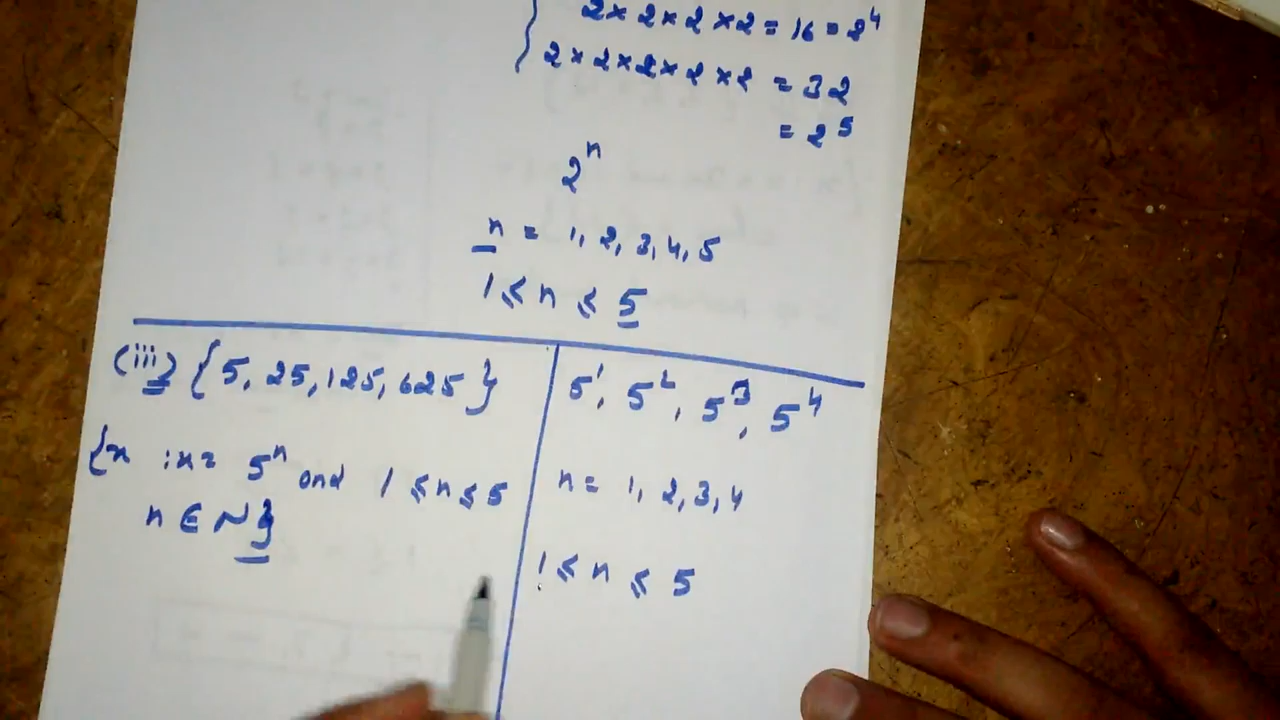 2 × 2 × 2 × 2 = 16 = 2⁴
2 × 2 × 2 × 2 × 2 = 32
= 2⁵
2ⁿ
n = 1, 2, 3, 4, 5
1 ≤ n ≤ 5
(iii) {5, 25, 125, 625}
{x : x = 5ⁿ and 1 ≤ n ≤ 5
n ∈ N}
5¹, 5², 5³, 5⁴
n = 1, 2, 3, 4
1 ≤ n ≤ 5